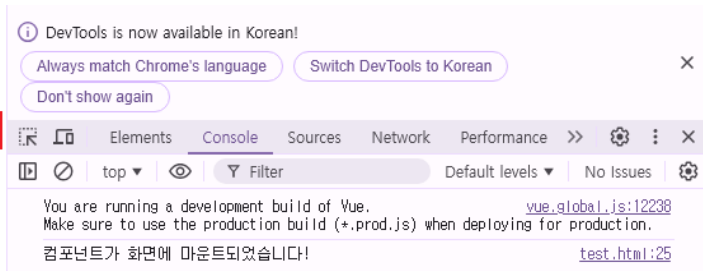 DevTools is now available in Korean!
Always match Chrome's language Switch DevTools to Korean
Don't show again
Elements Console Sources Network Performance
top Filter Default levels No Issues
You are running a development build of Vue. vue.global.js:12238
Make sure to use the production build (*.prod.js) when deploying for production.
컴포넌트가 화면에 마운트되었습니다! test.html:25